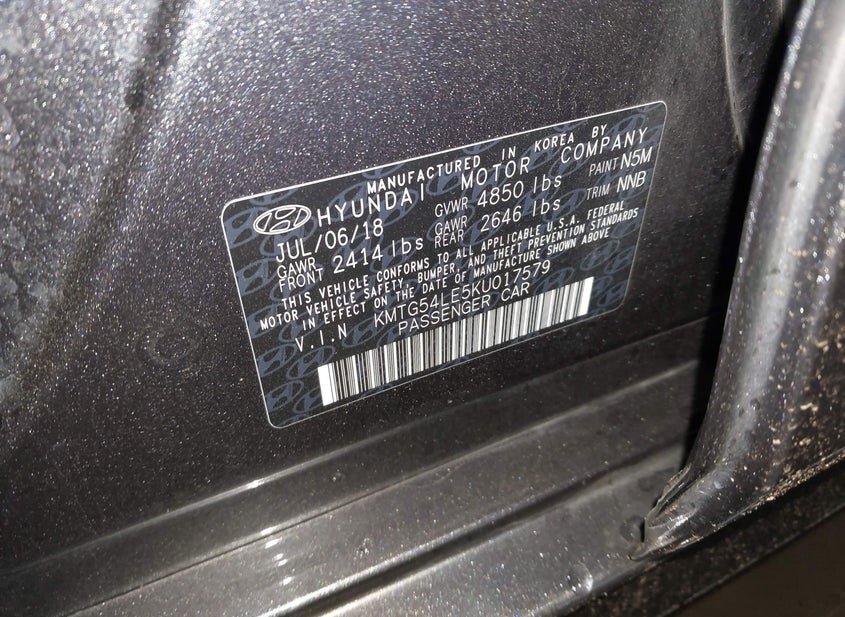 MANUFACTURED IN KOREA BY
HYUNDAI MOTOR COMPANY
JUL/06/18 GVWR 4850 lbs PAINT N5M
GAWR FRONT 2414 lbs GAWR REAR 2646 lbs TRIM NNB
THIS VEHICLE CONFORMS TO ALL APPLICABLE U.S.A. FEDERAL
MOTOR VEHICLE SAFETY, BUMPER, AND THEFT PREVENTION STANDARDS
IN EFFECT ON THE DATE OF MANUFACTURE SHOWN ABOVE
V.I.N KMTG54LE5KU017579
PASSENGER CAR